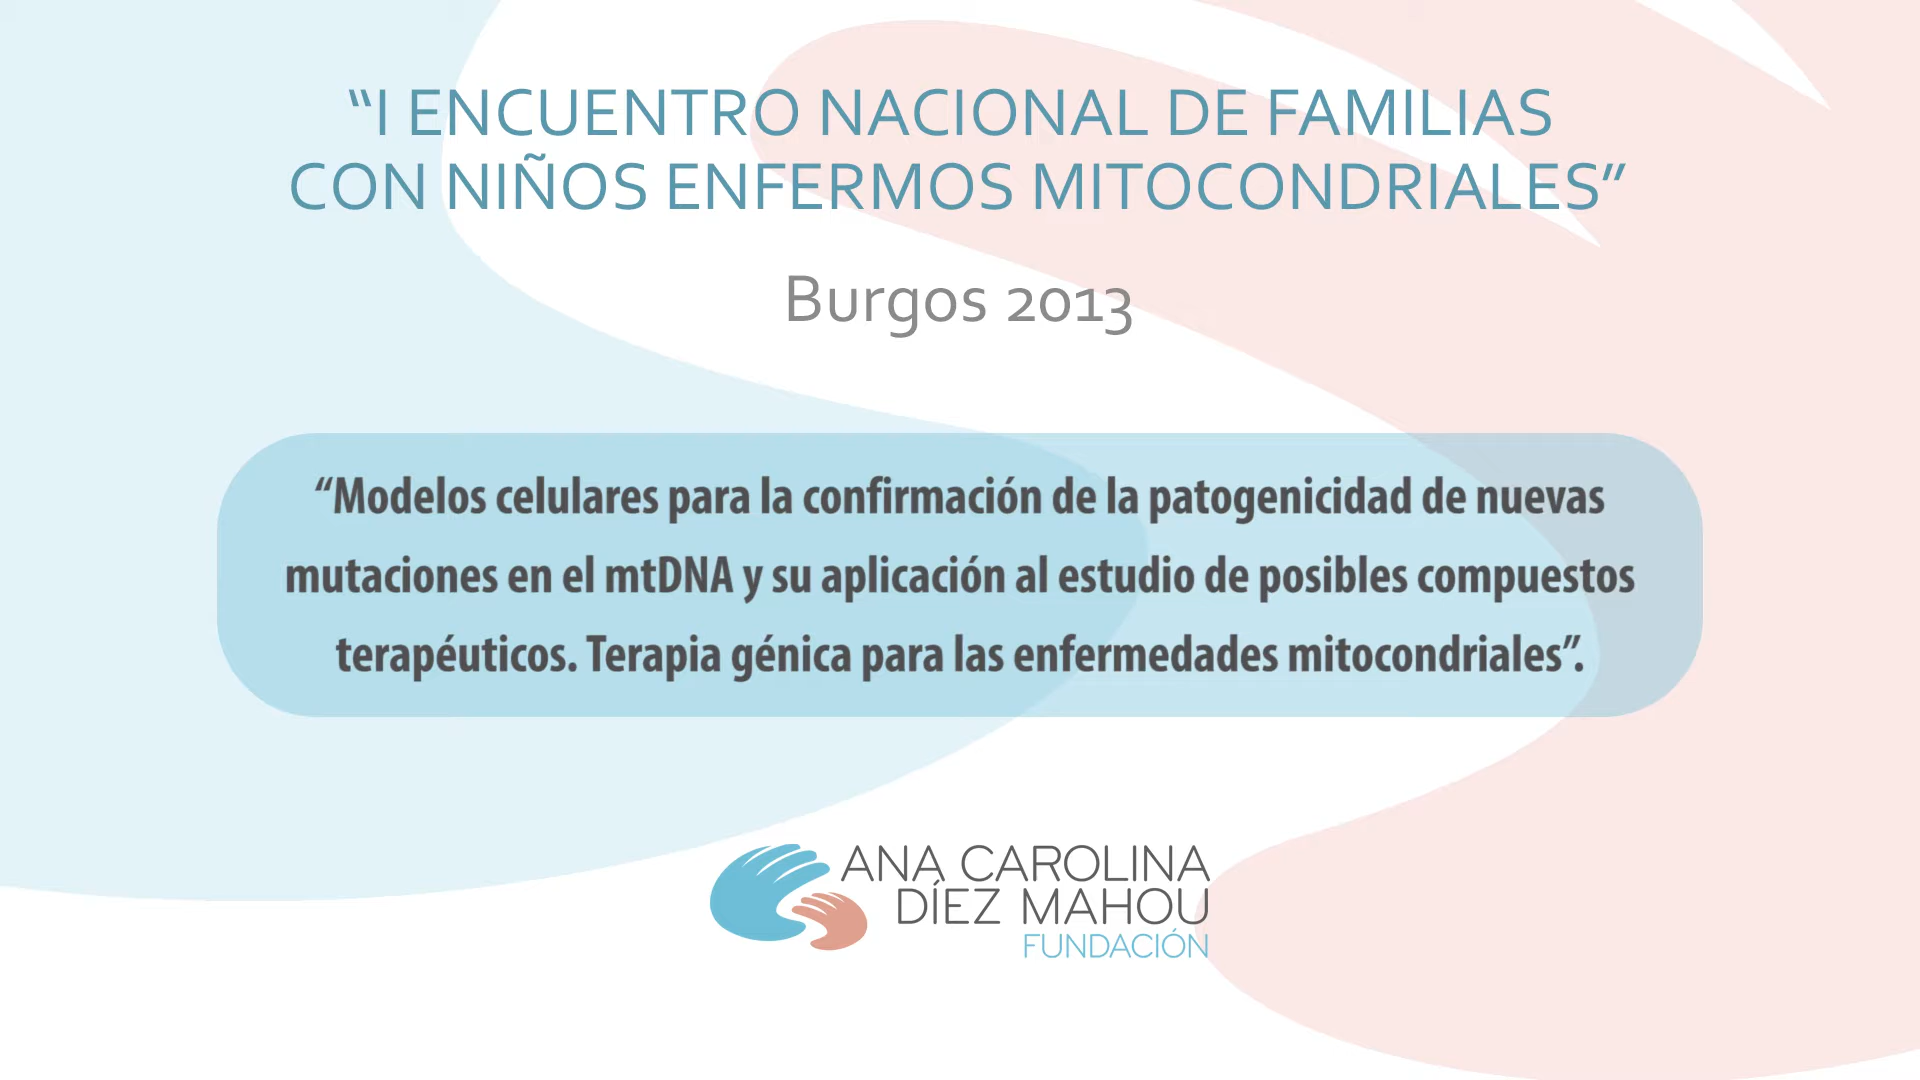 “I ENCUENTRO NACIONAL DE FAMILIAS
CON NIÑOS ENFERMOS MITOCONDRIALES”
Burgos 2013
“Modelos celulares para la confirmación de la patogenicidad de nuevas
mutaciones en el mtDNA y su aplicación al estudio de posibles compuestos
terapéuticos. Terapia génica para las enfermedades mitocondriales”.
ANA CAROLINA
DÍEZ MAHOU
FUNDACIÓN